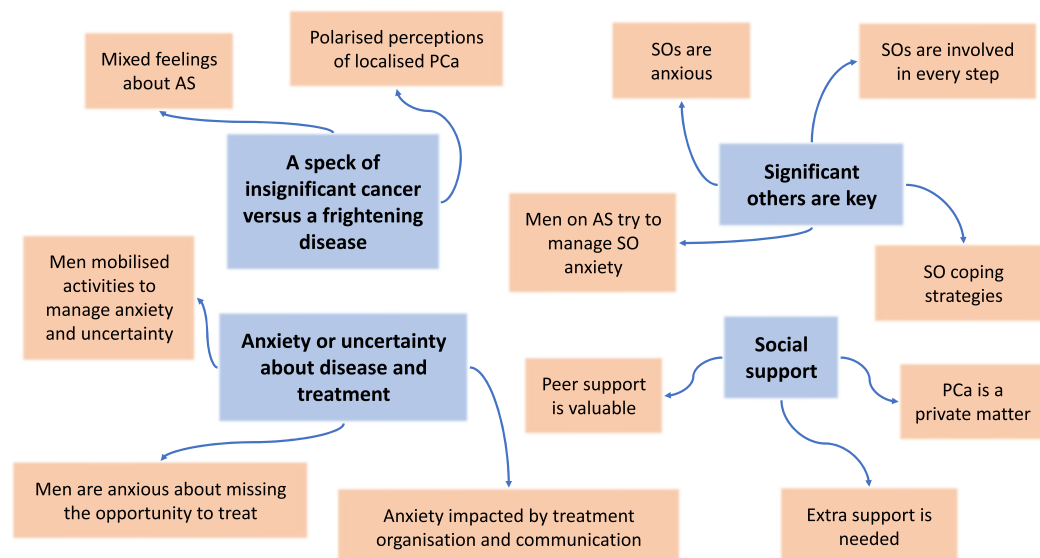 Mixed feelings
about AS
Polarised perceptions
of localised PCa
A speck of
insignificant cancer
versus a frightening
disease
Men mobilised
activities to
manage anxiety
and uncertainty
Anxiety or uncertainty
about disease and
treatment
Men are anxious about missing
the opportunity to treat
Anxiety impacted by treatment
organisation and communication
SOs are
anxious
SOs are involved
in every step
Significant
others are key
Men on AS try to
manage SO
anxiety
SO coping
strategies
Social
support
Peer support
is valuable
PCa is a
private matter
Extra support is
needed